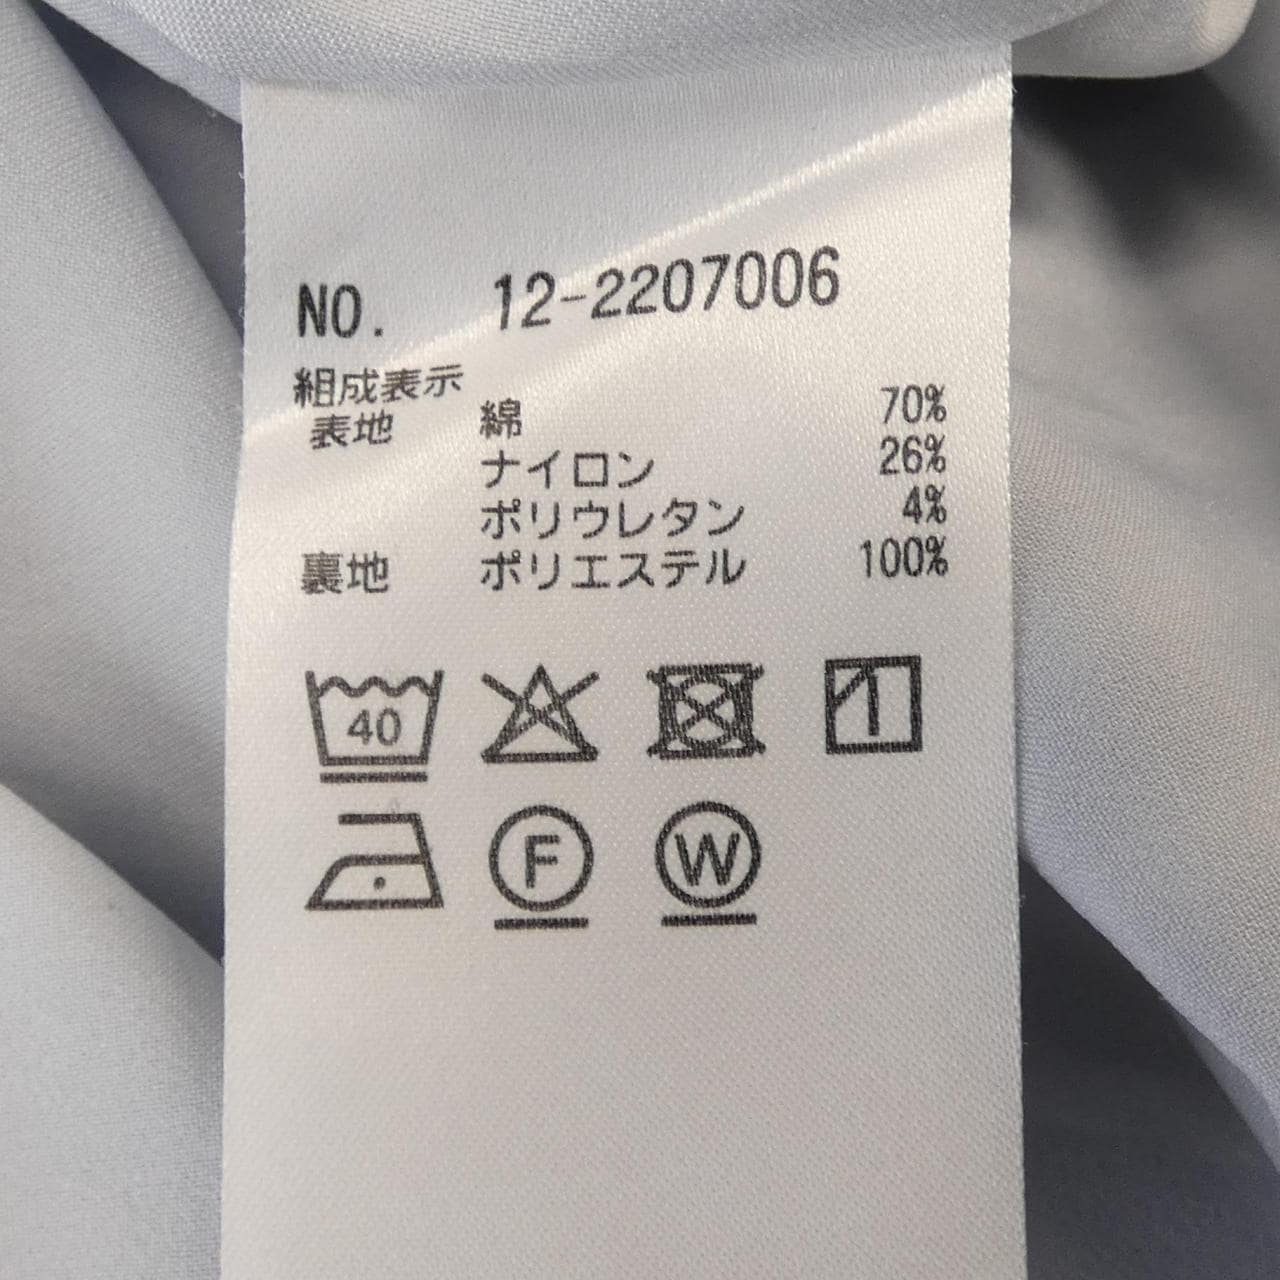 NO. 12-2207006
組成表示
表地 綿 70%
ナイロン 26%
ポリウレタン 4%
裏地 ポリエステル 100%
40
F W